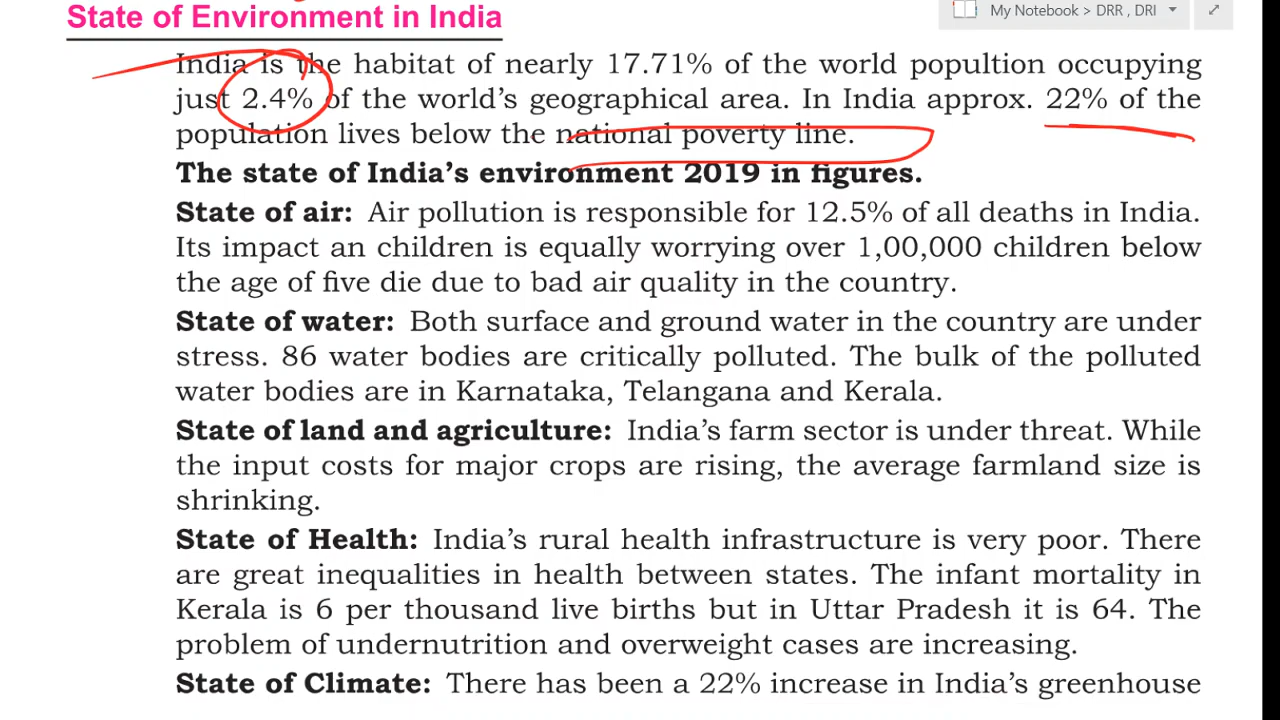 State of Environment in India
My Notebook > DRR , DRI
India is the habitat of nearly 17.71% of the world popultion occupying
just 2.4% of the world's geographical area. In India approx. 22% of the
population lives below the national poverty line.
The state of India's environment 2019 in figures.
State of air: Air pollution is responsible for 12.5% of all deaths in India.
Its impact an children is equally worrying over 1,00,000 children below
the age of five die due to bad air quality in the country.
State of water: Both surface and ground water in the country are under
stress. 86 water bodies are critically polluted. The bulk of the polluted
water bodies are in Karnataka, Telangana and Kerala.
State of land and agriculture: India's farm sector is under threat. While
the input costs for major crops are rising, the average farmland size is
shrinking.
State of Health: India's rural health infrastructure is very poor. There
are great inequalities in health between states. The infant mortality in
Kerala is 6 per thousand live births but in Uttar Pradesh it is 64. The
problem of undernutrition and overweight cases are increasing.
State of Climate: There has been a 22% increase in India's greenhouse